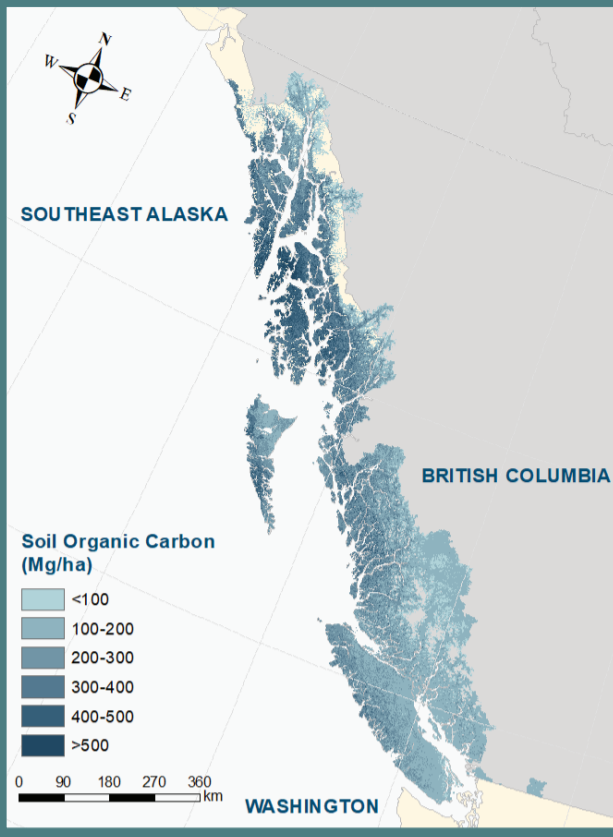 N
W
E
S
SOUTHEAST ALASKA
BRITISH COLUMBIA
Soil Organic Carbon
(Mg/ha)
<100
100-200
200-300
300-400
400-500
>500
0 90 180 270 360
km
WASHINGTON